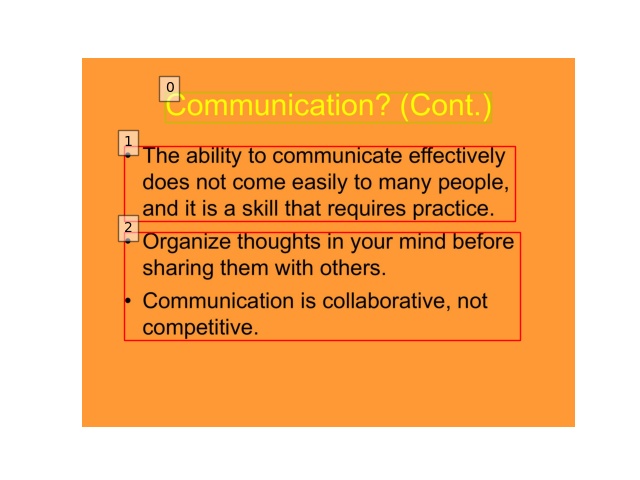 0
Communication? (Cont.)
1
• The ability to communicate effectively
does not come easily to many people,
and it is a skill that requires practice.
2
• Organize thoughts in your mind before
sharing them with others.
• Communication is collaborative, not
competitive.